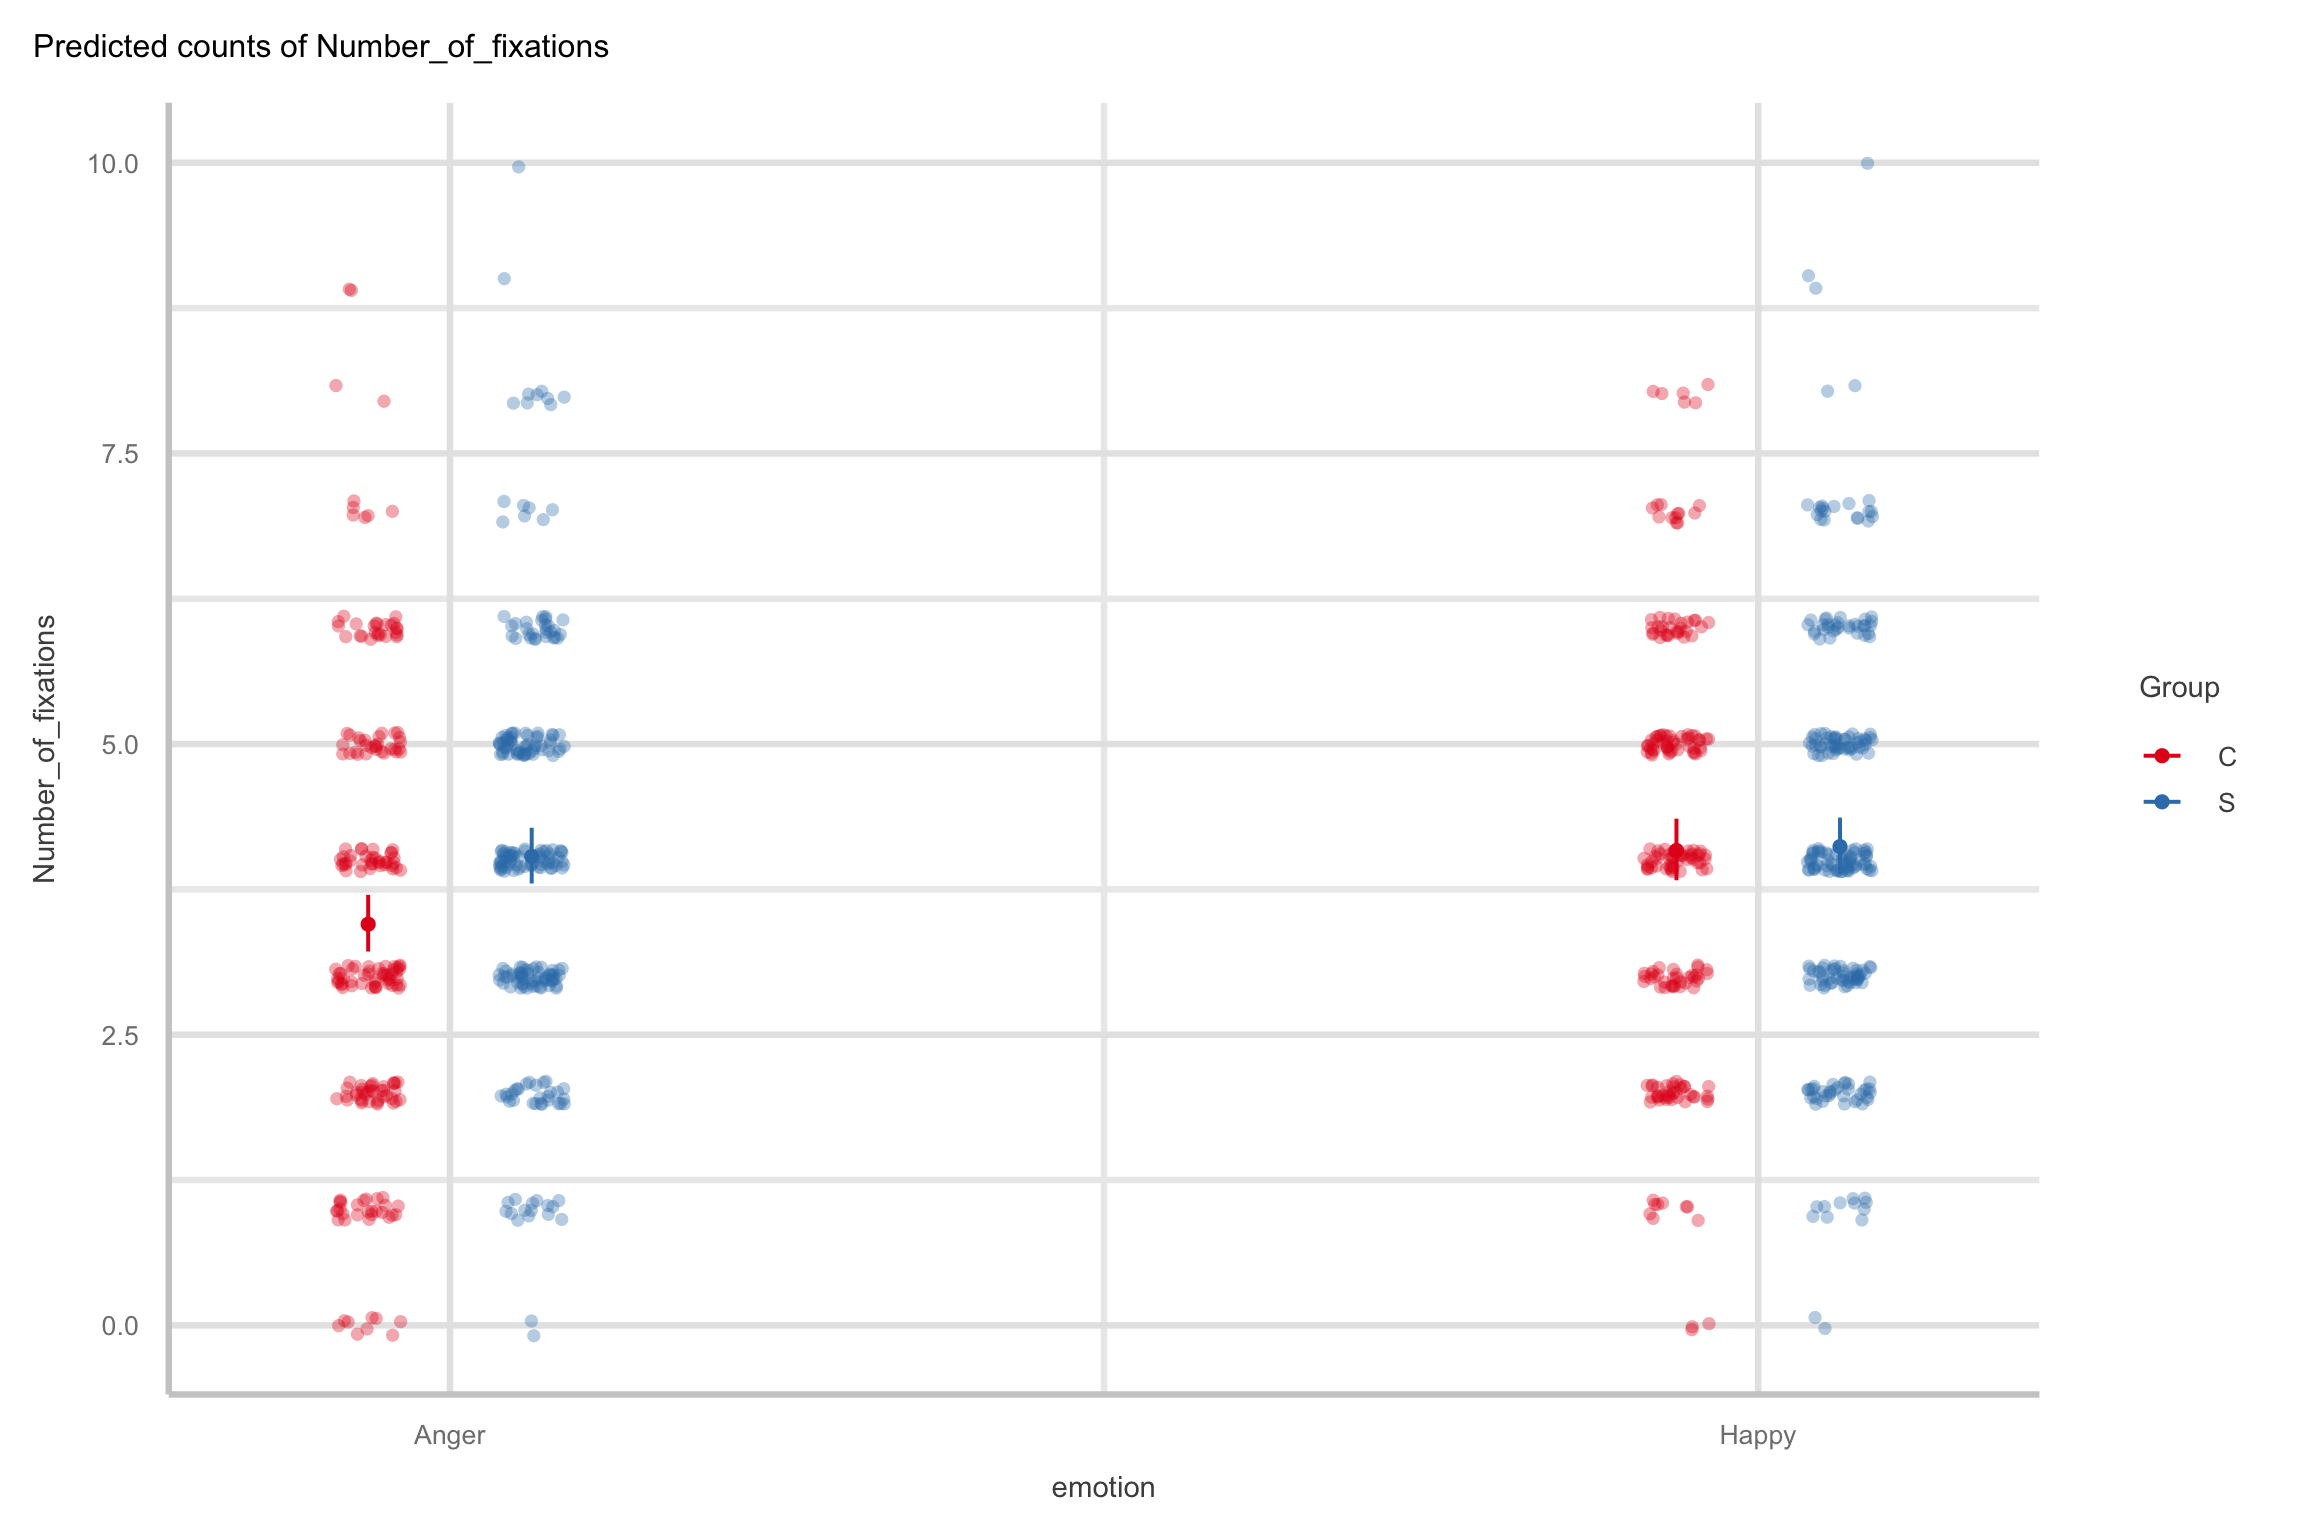 Predicted counts of Number_of_fixations
10.0
7.5
5.0
2.5
0.0
Number_of_fixations
Anger
Happy
emotion
Group
C
S